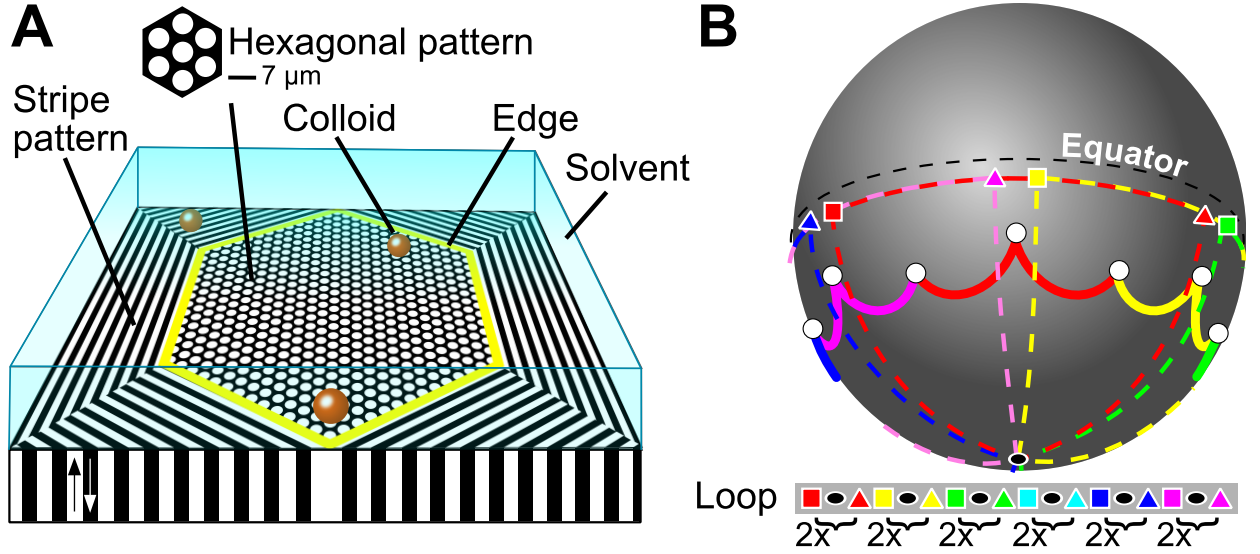 A
Hexagonal pattern
7 μm
Stripe
pattern
Colloid
Edge
Solvent
B
Equator
Loop
2x 2x 2x 2x 2x 2x